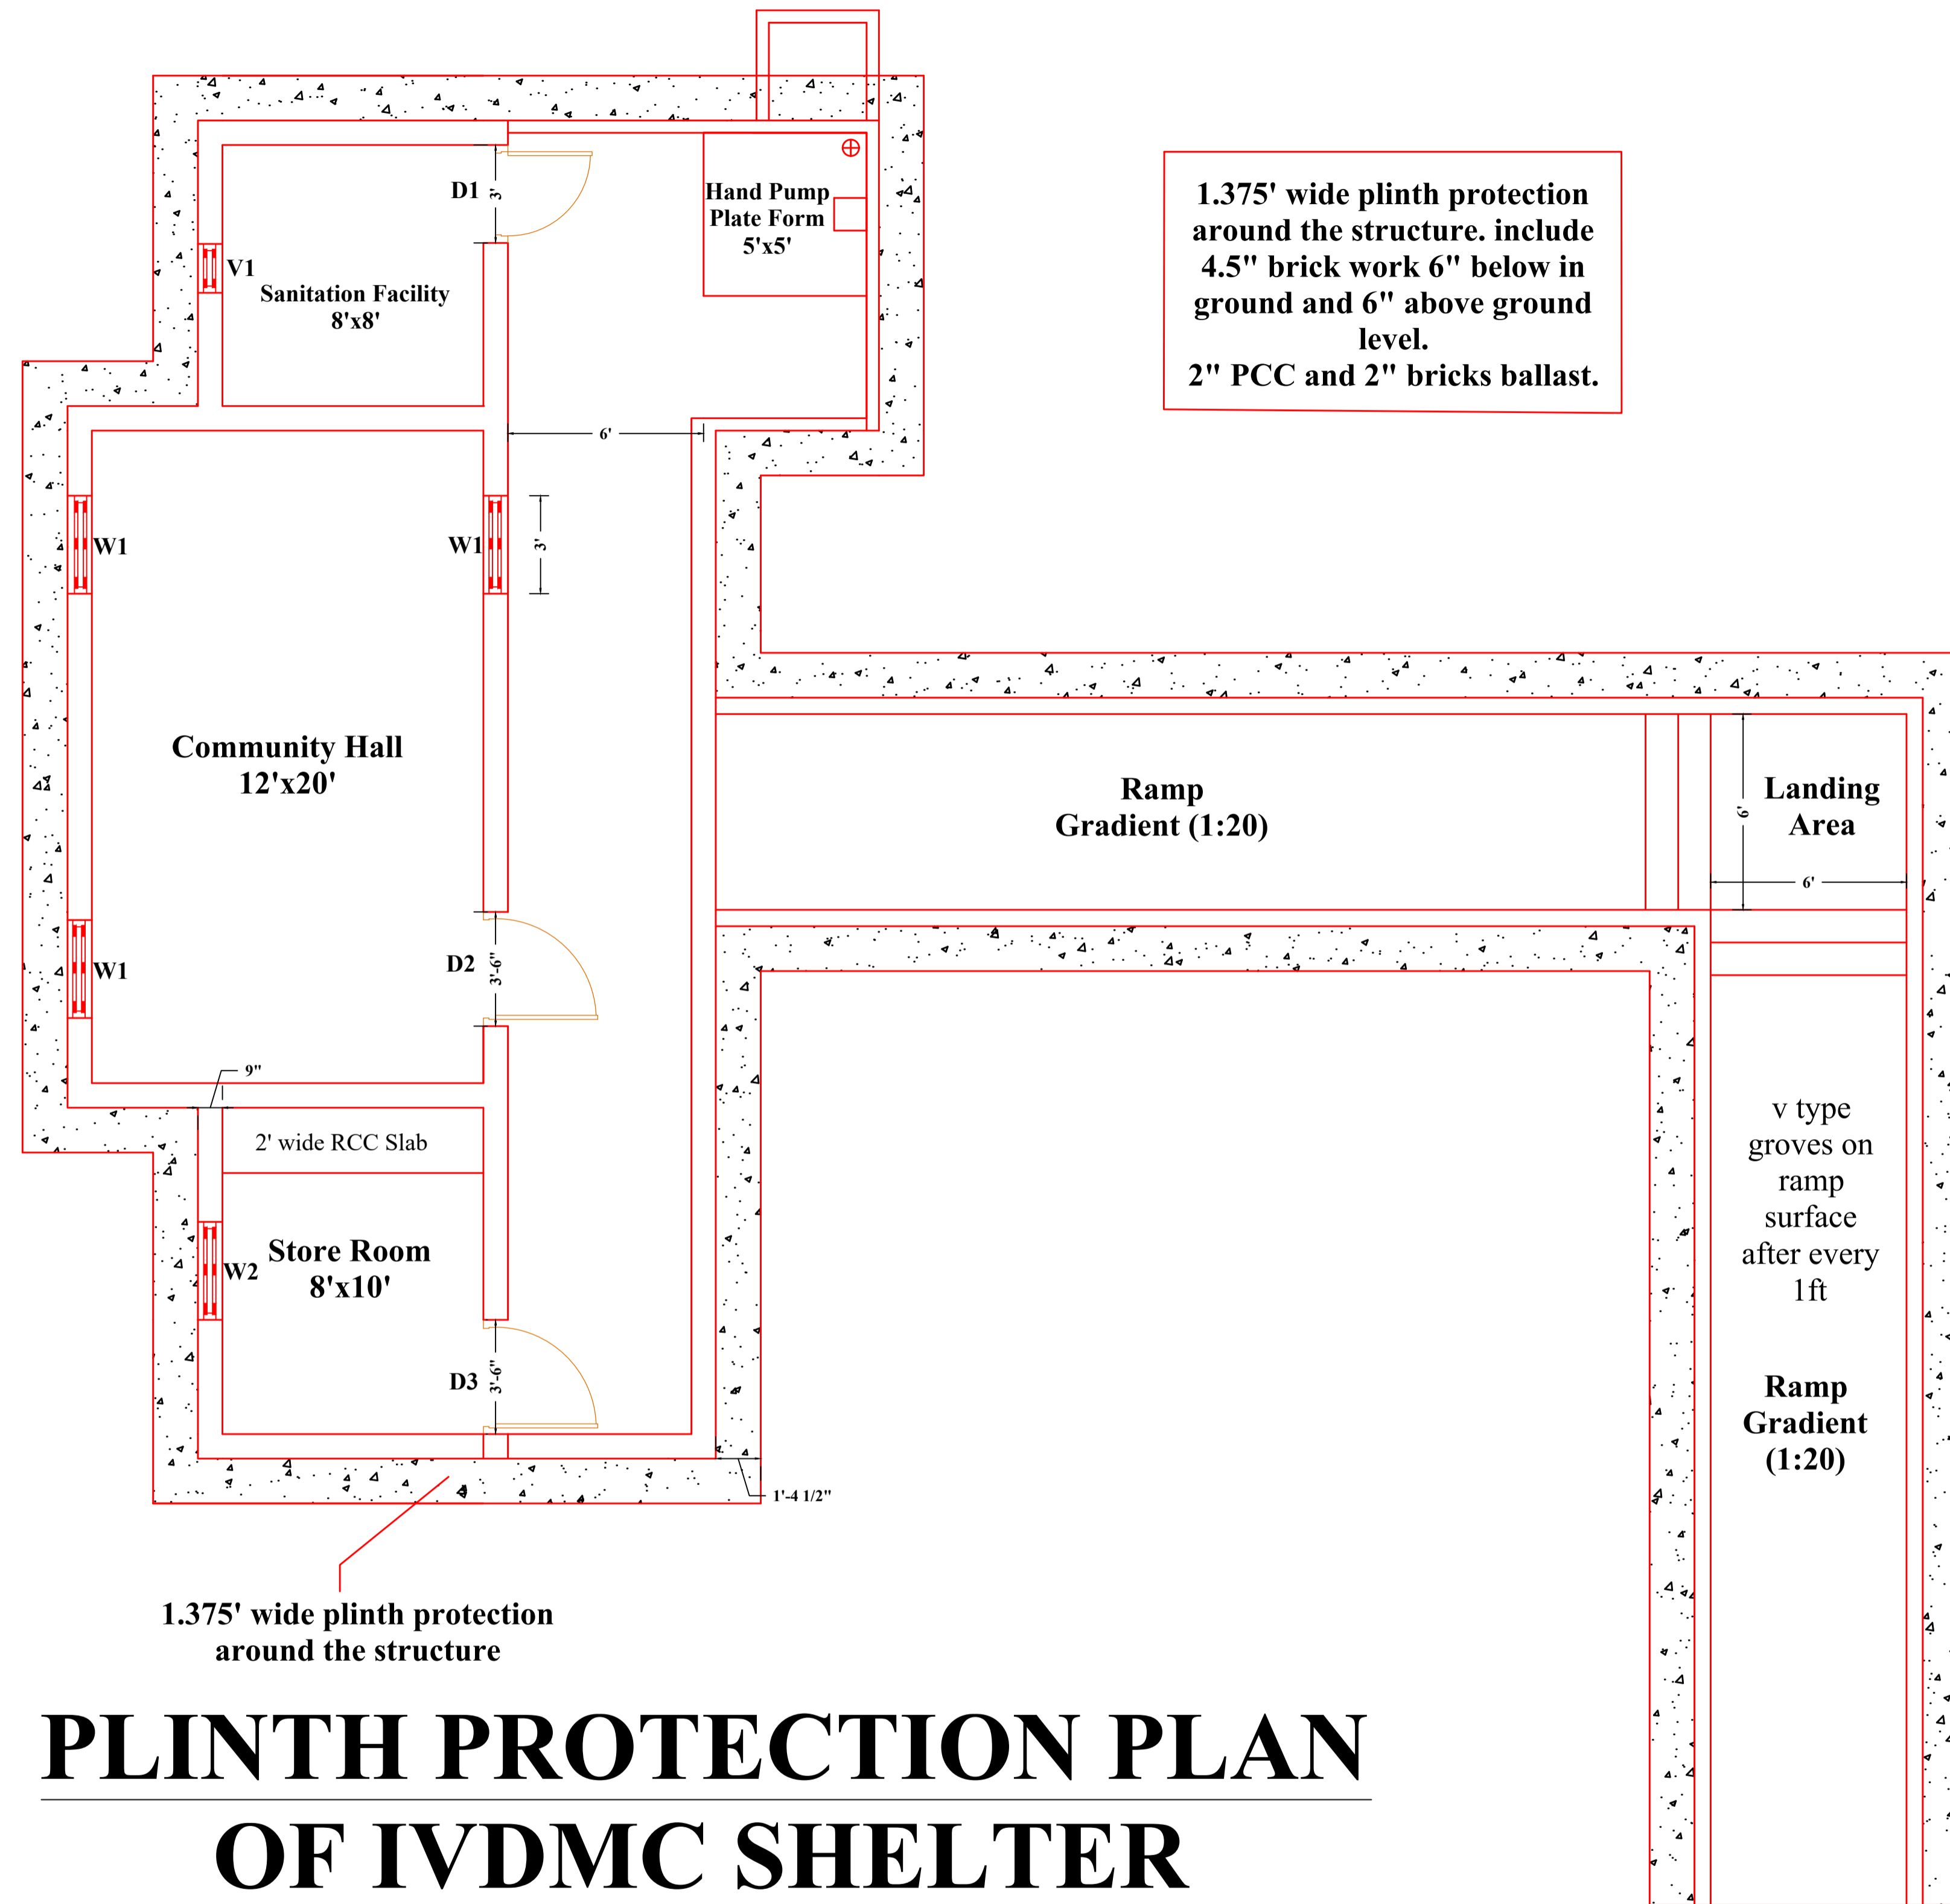 D1
3'
Hand Pump
Plate Form
5'x5'
V1
Sanitation Facility
8'x8'
1.375' wide plinth protection
around the structure. include
4.5" brick work 6" below in
ground and 6" above ground
level.
2" PCC and 2" bricks ballast.
6'
W1
W1
3'
Community Hall
12'x20'
Ramp
Gradient (1:20)
Landing
Area
6'
6'
W1
D2
3'-6"
9"
2' wide RCC Slab
Store Room
8'x10'
W2
D3
3'-6"
1'-4 1/2"
v type
groves on
ramp
surface
after every
1ft
Ramp
Gradient
(1:20)
1.375' wide plinth protection
around the structure
PLINTH PROTECTION PLAN
OF IVDMC SHELTER